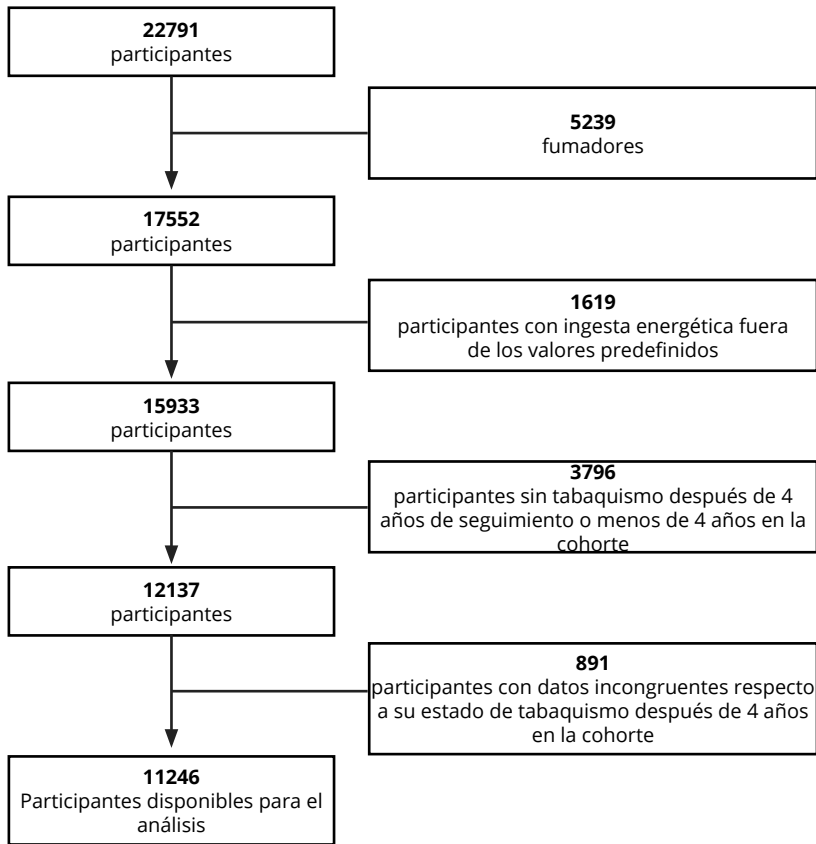 22791
participantes
5239
fumadores
17552
participantes
1619
participantes con ingesta energética fuera
de los valores predefinidos
15933
participantes
3796
participantes sin tabaquismo después de 4
años de seguimiento o menos de 4 años en la
cohorte
12137
participantes
891
participantes con datos incongruentes respecto
a su estado de tabaquismo después de 4 años
en la cohorte
11246
Participantes disponibles para el
análisis